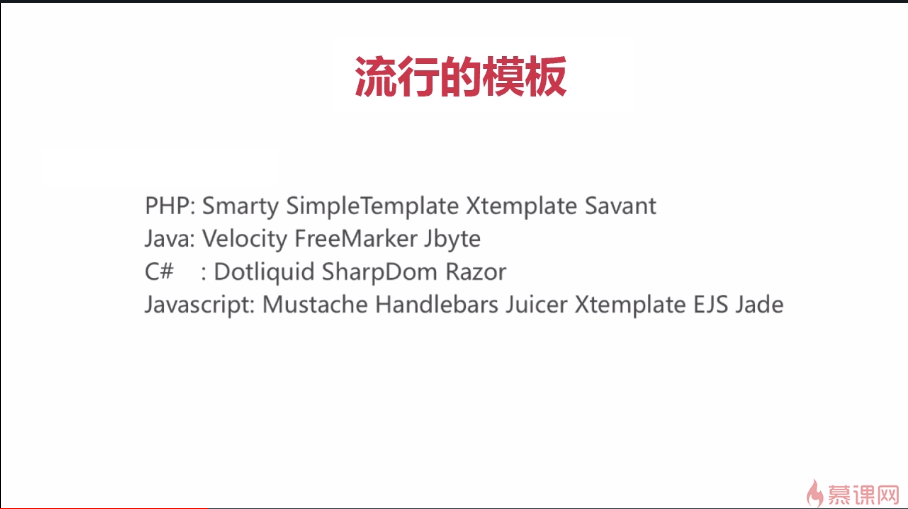 流行的模板
PHP: Smarty SimpleTemplate Xtemplate Savant
Java: Velocity FreeMarker Jbyte
C# : Dotliquid SharpDom Razor
Javascript: Mustache Handlebars Juicer Xtemplate EJS Jade
慕课网